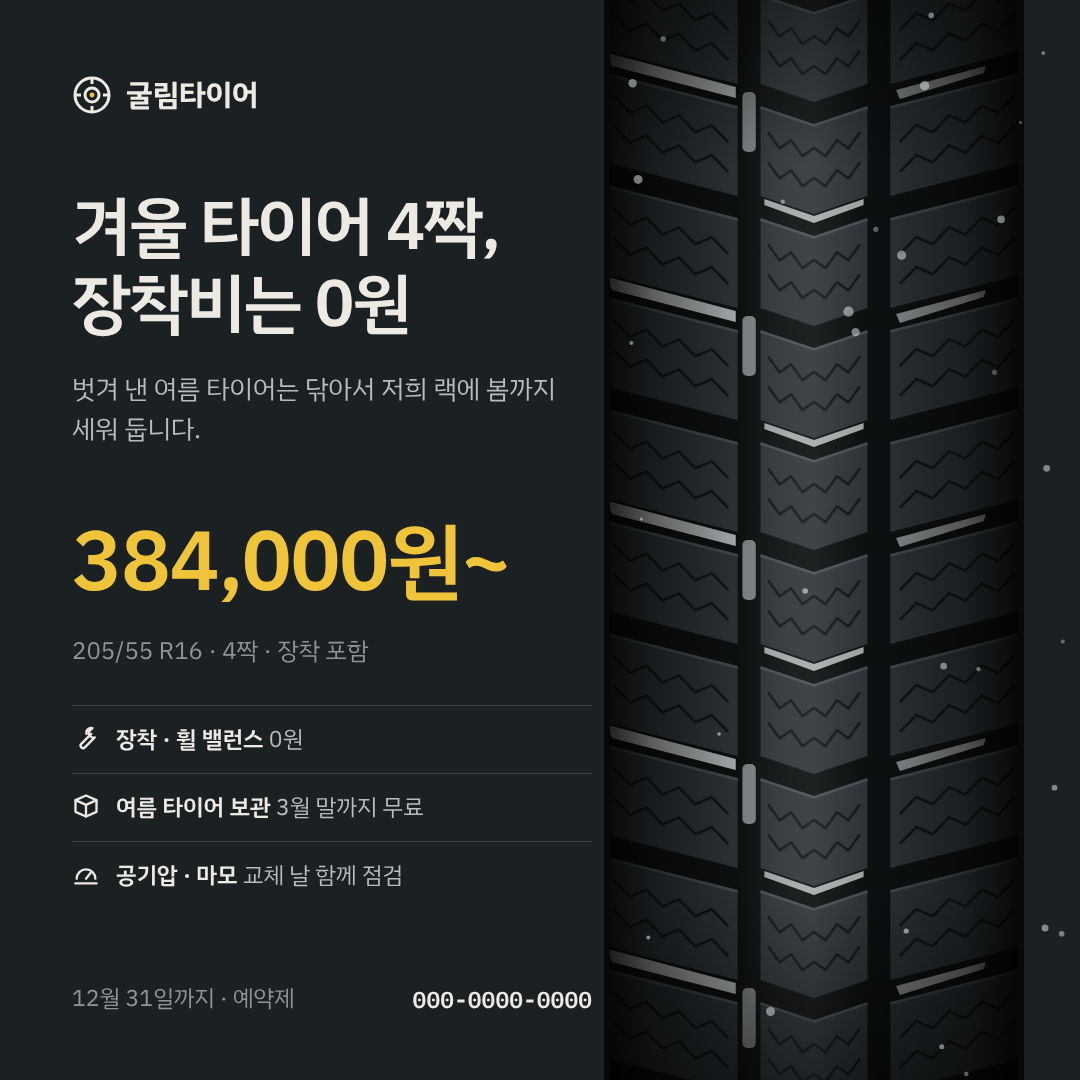 굴림타이어
겨울 타이어 4짝,
장착비는 0원
벗겨 낸 여름 타이어는 닦아서 저희 랙에 봄까지
세워 둡니다.
384,000원~
205/55 R16 · 4짝 · 장착 포함
장착 · 휠 밸런스 0원
여름 타이어 보관 3월 말까지 무료
공기압 · 마모 교체 날 함께 점검
12월 31일까지 · 예약제
000-0000-0000